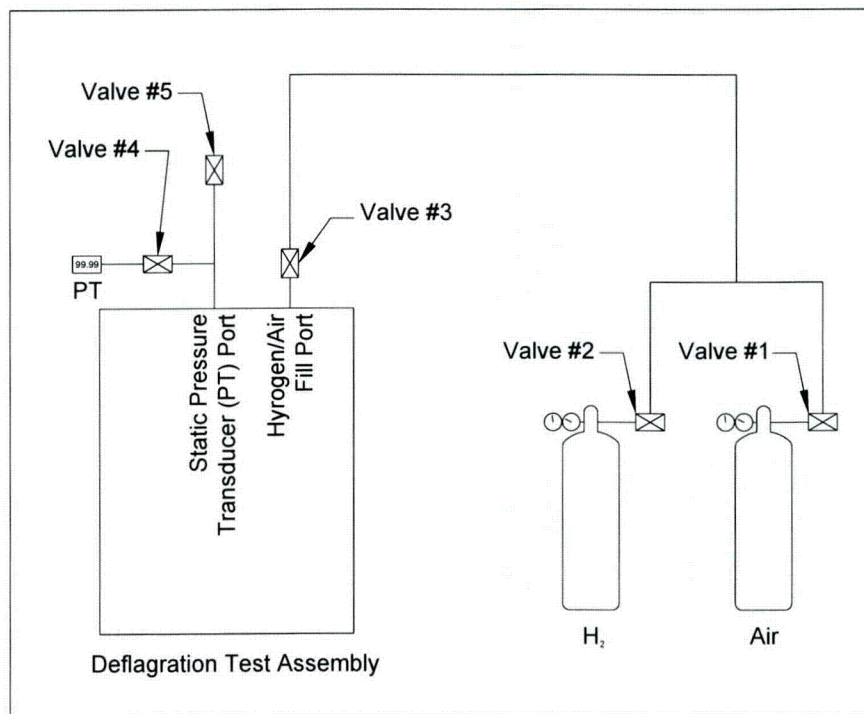 Valve #5
Valve #4
Valve #3
99.99
PT
Static Pressure
Transducer (PT) Port
Hyrogen/Air
Fill Port
Valve #2
Valve #1
H₂
Air
Deflagration Test Assembly